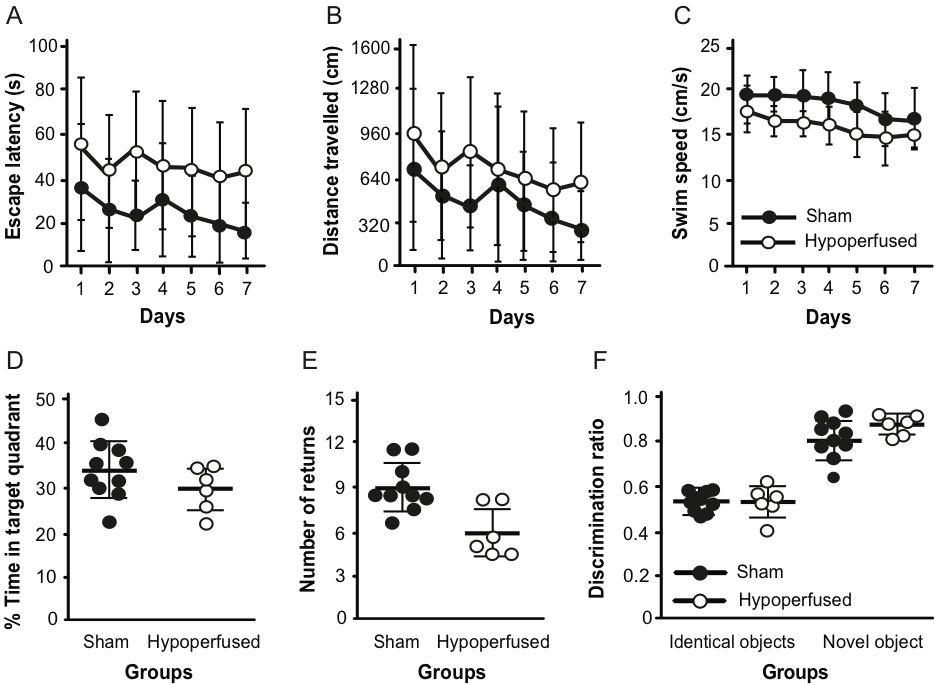 A
B
C
Escape latency (s)
100
80
60
40
20
0
1 2 3 4 5 6 7
Days
Distance travelled (cm)
1600
1280
960
640
320
0
1 2 3 4 5 6 7
Days
Swim speed (cm/s)
25
20
15
10
5
0
Sham
Hypoperfused
1 2 3 4 5 6 7
Days
D
E
F
% Time in target quadrant
50
40
30
20
10
0
Sham Hypoperfused
Groups
Number of returns
15
12
9
6
3
0
Sham Hypoperfused
Groups
Discrimination ratio
1.0
0.8
0.6
0.4
0.2
0
Sham
Hypoperfused
Identical objects Novel object
Groups